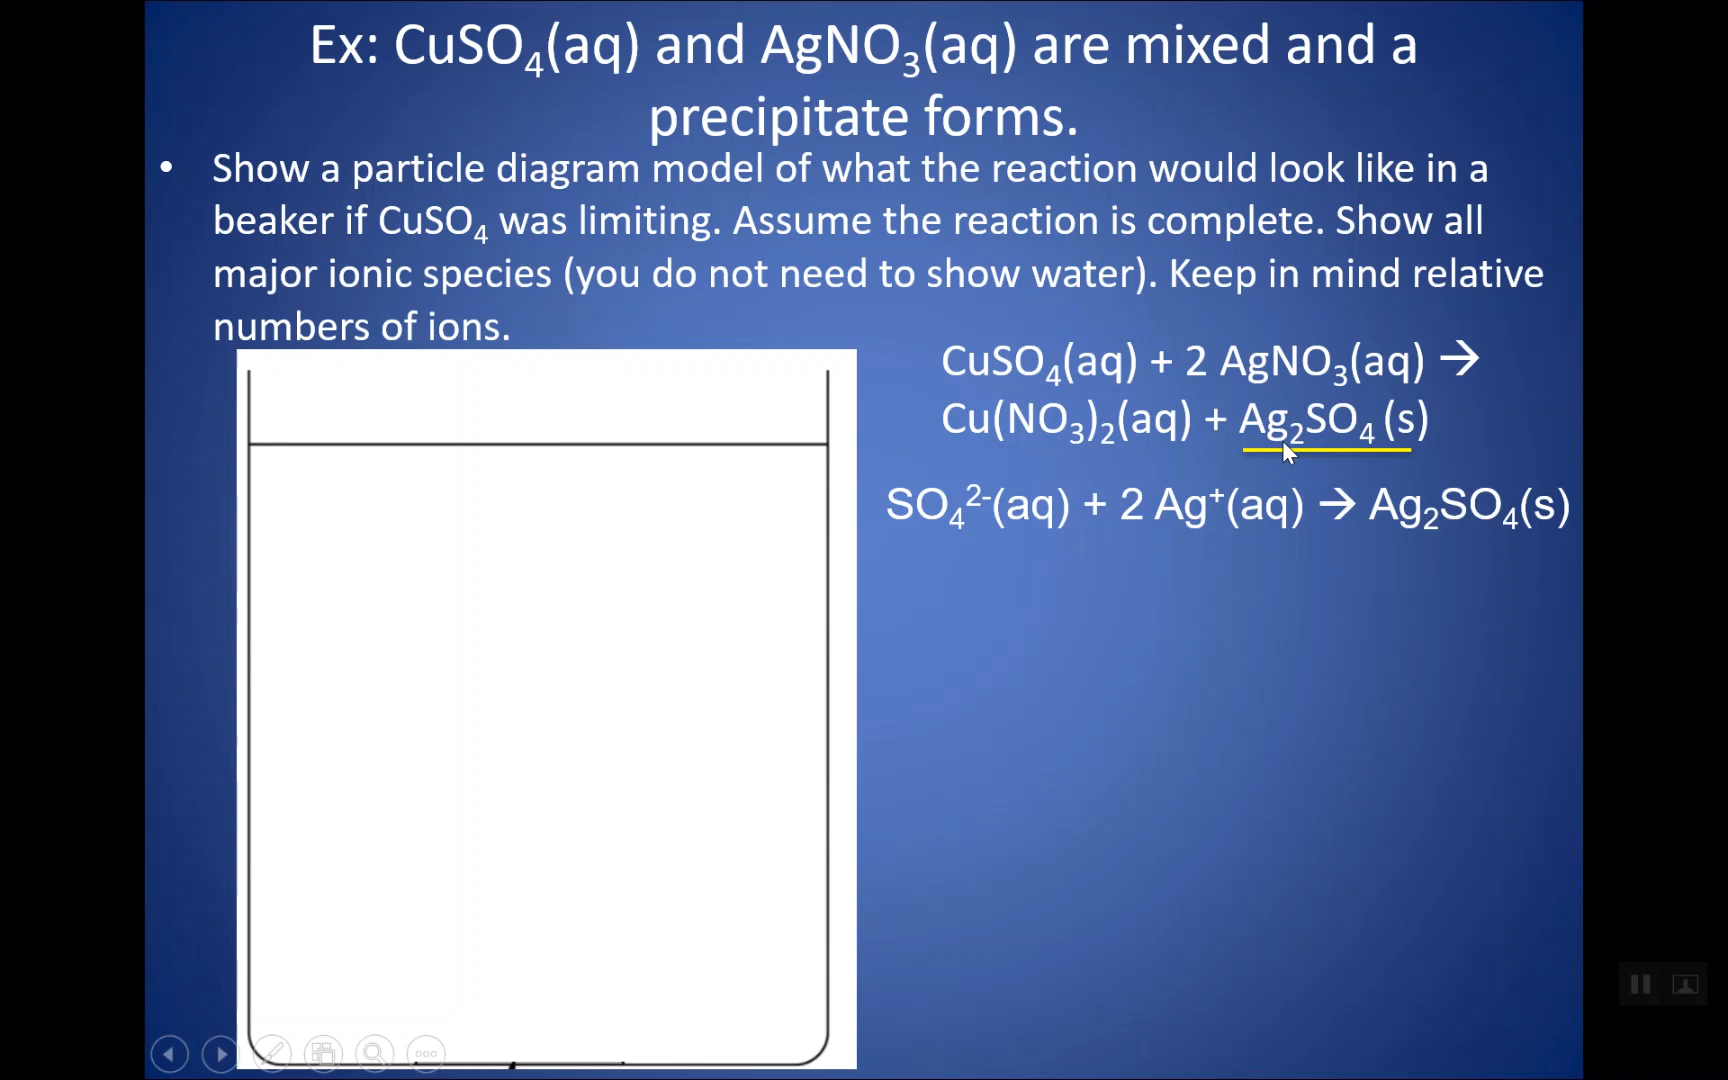 Ex: CuSO₄(aq) and AgNO₃(aq) are mixed and a
precipitate forms.
• Show a particle diagram model of what the reaction would look like in a
beaker if CuSO₄ was limiting. Assume the reaction is complete. Show all
major ionic species (you do not need to show water). Keep in mind relative
numbers of ions.
CuSO₄(aq) + 2 AgNO₃(aq) →
Cu(NO₃)₂(aq) + Ag₂SO₄ (s)
SO₄²⁻(aq) + 2 Ag⁺(aq) → Ag₂SO₄(s)